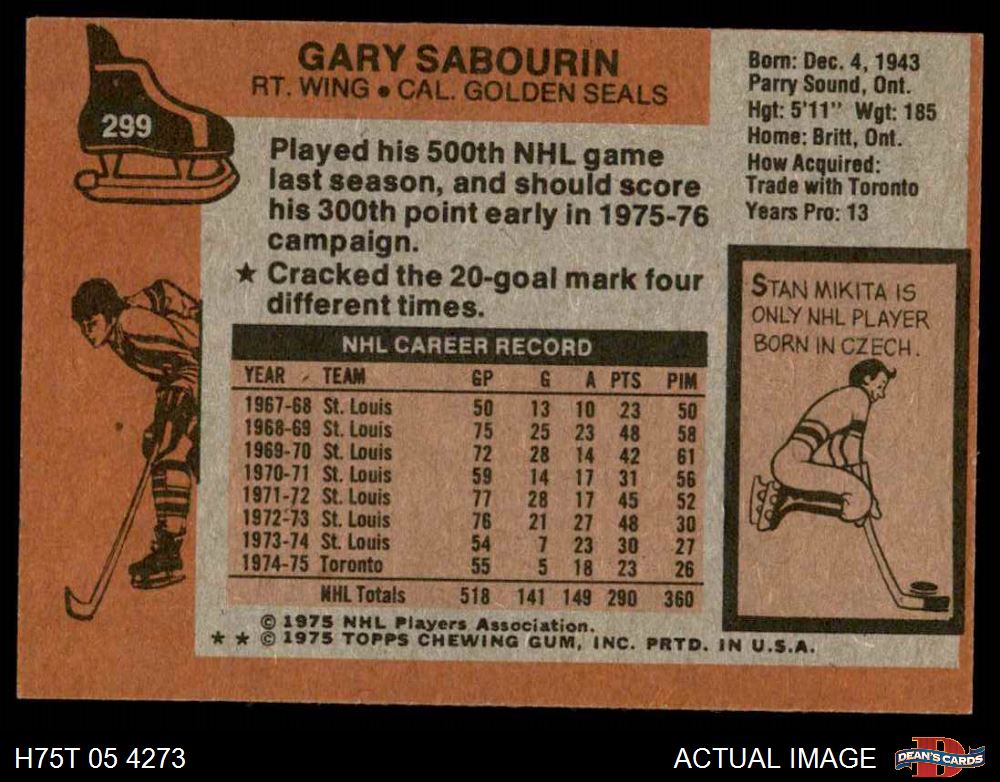 299
GARY SABOURIN
RT. WING • CAL. GOLDEN SEALS
Played his 500th NHL game
last season, and should score
his 300th point early in 1975-76
campaign.
★ Cracked the 20-goal mark four
different times.
NHL CAREER RECORD
YEAR TEAM GP G A PTS PIM
1967-68 St. Louis 50 13 10 23 50
1968-69 St. Louis 75 25 23 48 58
1969-70 St. Louis 72 28 14 42 61
1970-71 St. Louis 59 14 17 31 56
1971-72 St. Louis 77 28 17 45 52
1972-73 St. Louis 76 21 27 48 30
1973-74 St. Louis 54 7 23 30 27
1974-75 Toronto 55 5 18 23 26
NHL Totals 518 141 149 290 360
© 1975 NHL Players Association.
★ ★ © 1975 TOPPS CHEWING GUM, INC. PRTD. IN U.S.A.
Born: Dec. 4, 1943
Parry Sound, Ont.
Hgt: 5'11" Wgt: 185
Home: Britt, Ont.
How Acquired:
Trade with Toronto
Years Pro: 13
STAN MIKITA IS
ONLY NHL PLAYER
BORN IN CZECH.
H75T 05 4273
ACTUAL IMAGE
D
DEAN'S CARDS